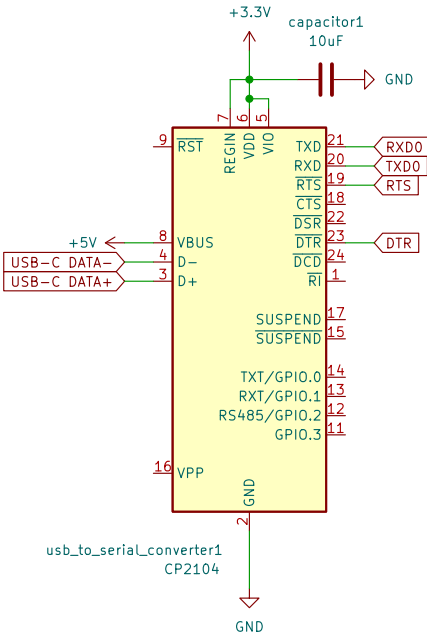 +3.3V
capacitor1
10uF
GND
7
6
5
REGIN
VDD
VIO
9 RST
TXD 21 RXD0
RXD 20 TXD0
RTS 19 RTS
CTS 18
DSR 22
+5V 8 VBUS
DTR 23 DTR
USB-C DATA- 4 D-
DCD 24
USB-C DATA+ 3 D+
RI 1
SUSPEND 17
SUSPEND 15
TXT/GPIO.0 14
RXT/GPIO.1 13
RS485/GPIO.2 12
GPIO.3 11
16 VPP
GND
2
usb_to_serial_converter1
CP2104
GND